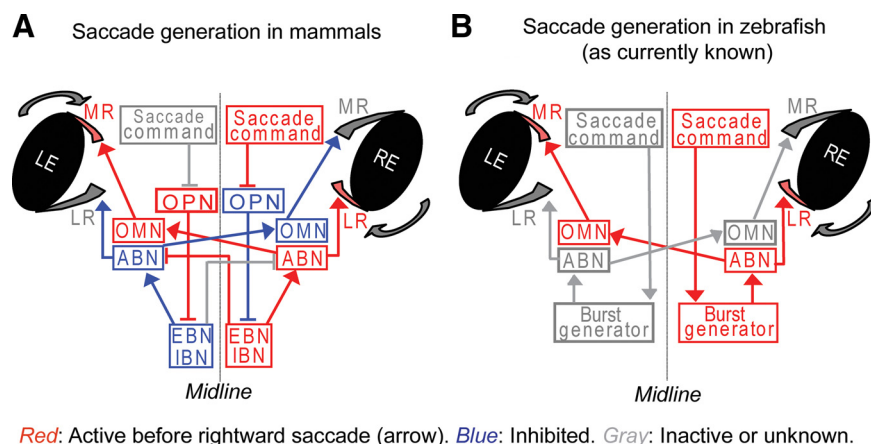 A
Saccade generation in mammals
B
Saccade generation in zebrafish
(as currently known)
MR
Saccade
command
Saccade
command
MR
LE
RE
LR
OPN
OPN
LR
OMN
OMN
ABN
ABN
EBN
IBN
EBN
IBN
Midline
MR
Saccade
command
Saccade
command
MR
LE
RE
LR
LR
OMN
OMN
ABN
ABN
Burst
generator
Burst
generator
Midline
Red: Active before rightward saccade (arrow). Blue: Inhibited. Gray: Inactive or unknown.